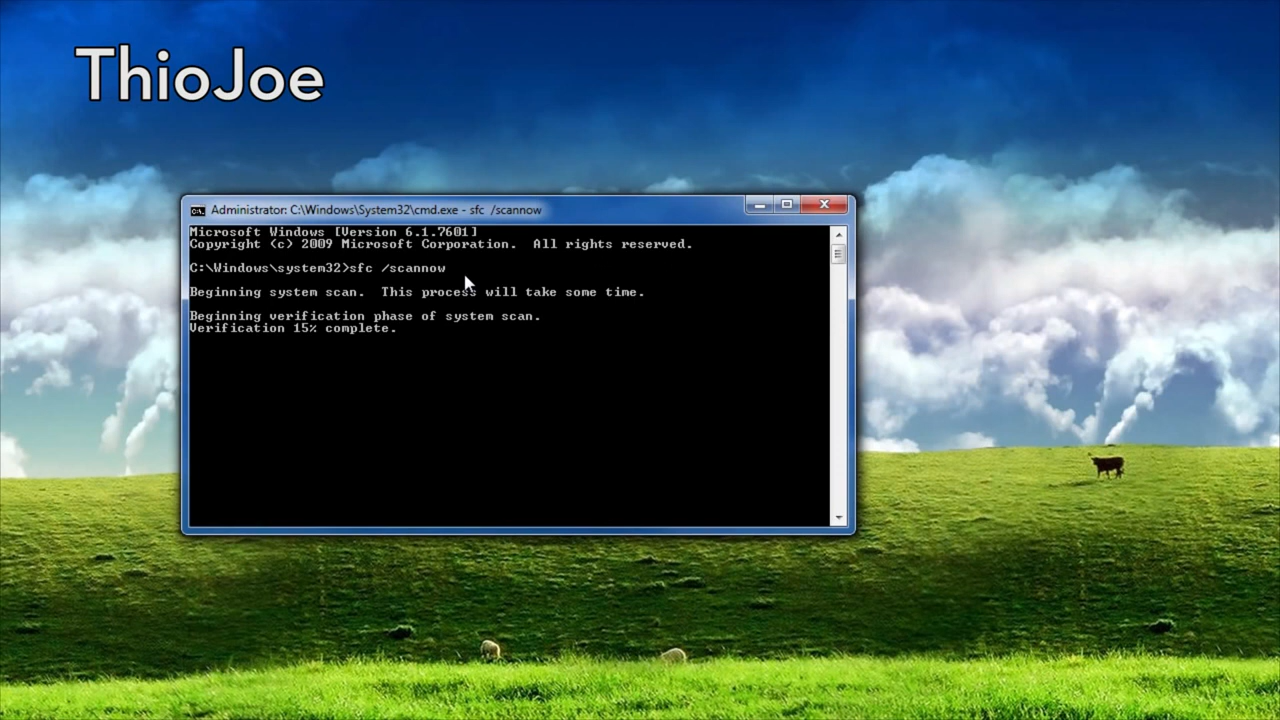 ThioJoe
Administrator: C:\Windows\System32\cmd.exe - sfc  /scannow
Microsoft Windows [Version 6.1.7601]
Copyright (c) 2009 Microsoft Corporation.  All rights reserved.
C:\Windows\system32>sfc /scannow
Beginning system scan.  This process will take some time.
Beginning verification phase of system scan.
Verification 15% complete.